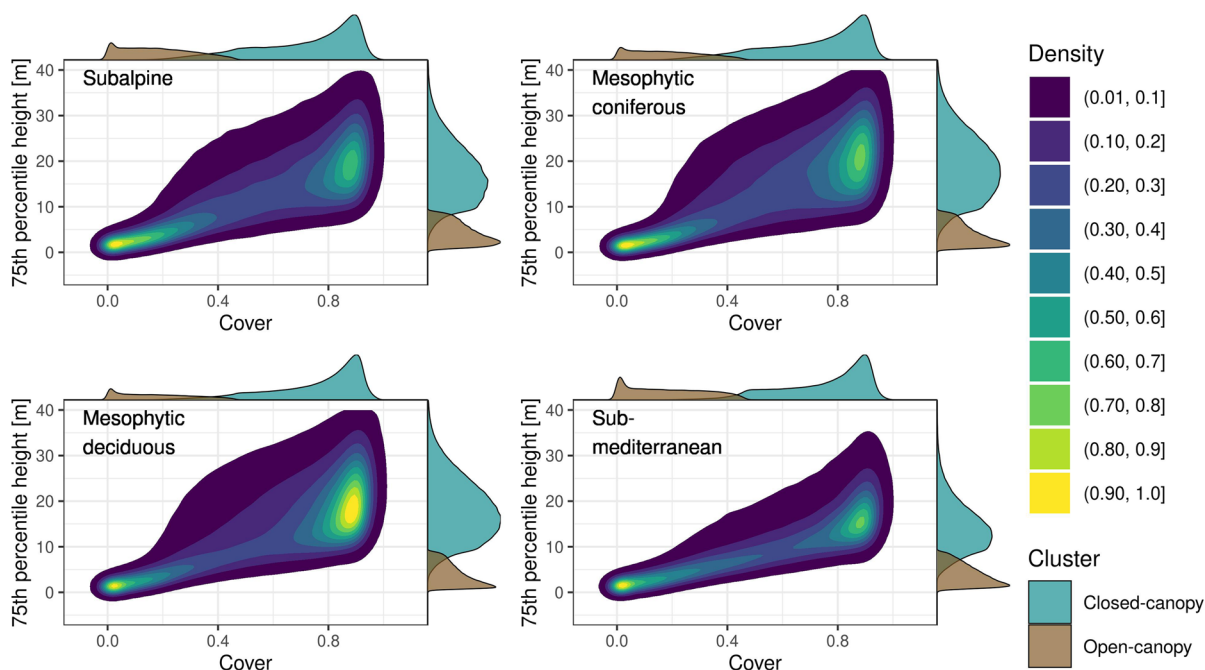 Subalpine
75th percentile height [m]
40
30
20
10
0
0.0 0.4 0.8
Cover
Mesophytic
coniferous
75th percentile height [m]
40
30
20
10
0
0.0 0.4 0.8
Cover
Mesophytic
deciduous
75th percentile height [m]
40
30
20
10
0
0.0 0.4 0.8
Cover
Sub-
mediterranean
75th percentile height [m]
40
30
20
10
0
0.0 0.4 0.8
Cover
Density
(0.01, 0.1]
(0.10, 0.2]
(0.20, 0.3]
(0.30, 0.4]
(0.40, 0.5]
(0.50, 0.6]
(0.60, 0.7]
(0.70, 0.8]
(0.80, 0.9]
(0.90, 1.0]
Cluster
Closed-canopy
Open-canopy